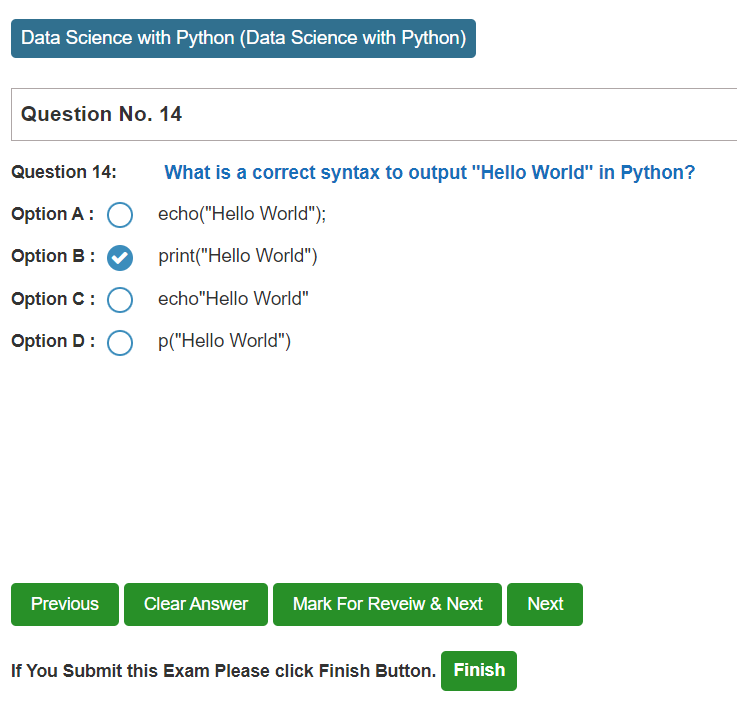 Data Science with Python (Data Science with Python)
Question No. 14
Question 14: What is a correct syntax to output "Hello World" in Python?
Option A : echo("Hello World");
Option B : print("Hello World")
Option C : echo"Hello World"
Option D : p("Hello World")
Previous Clear Answer Mark For Reveiw & Next Next
If You Submit this Exam Please click Finish Button. Finish